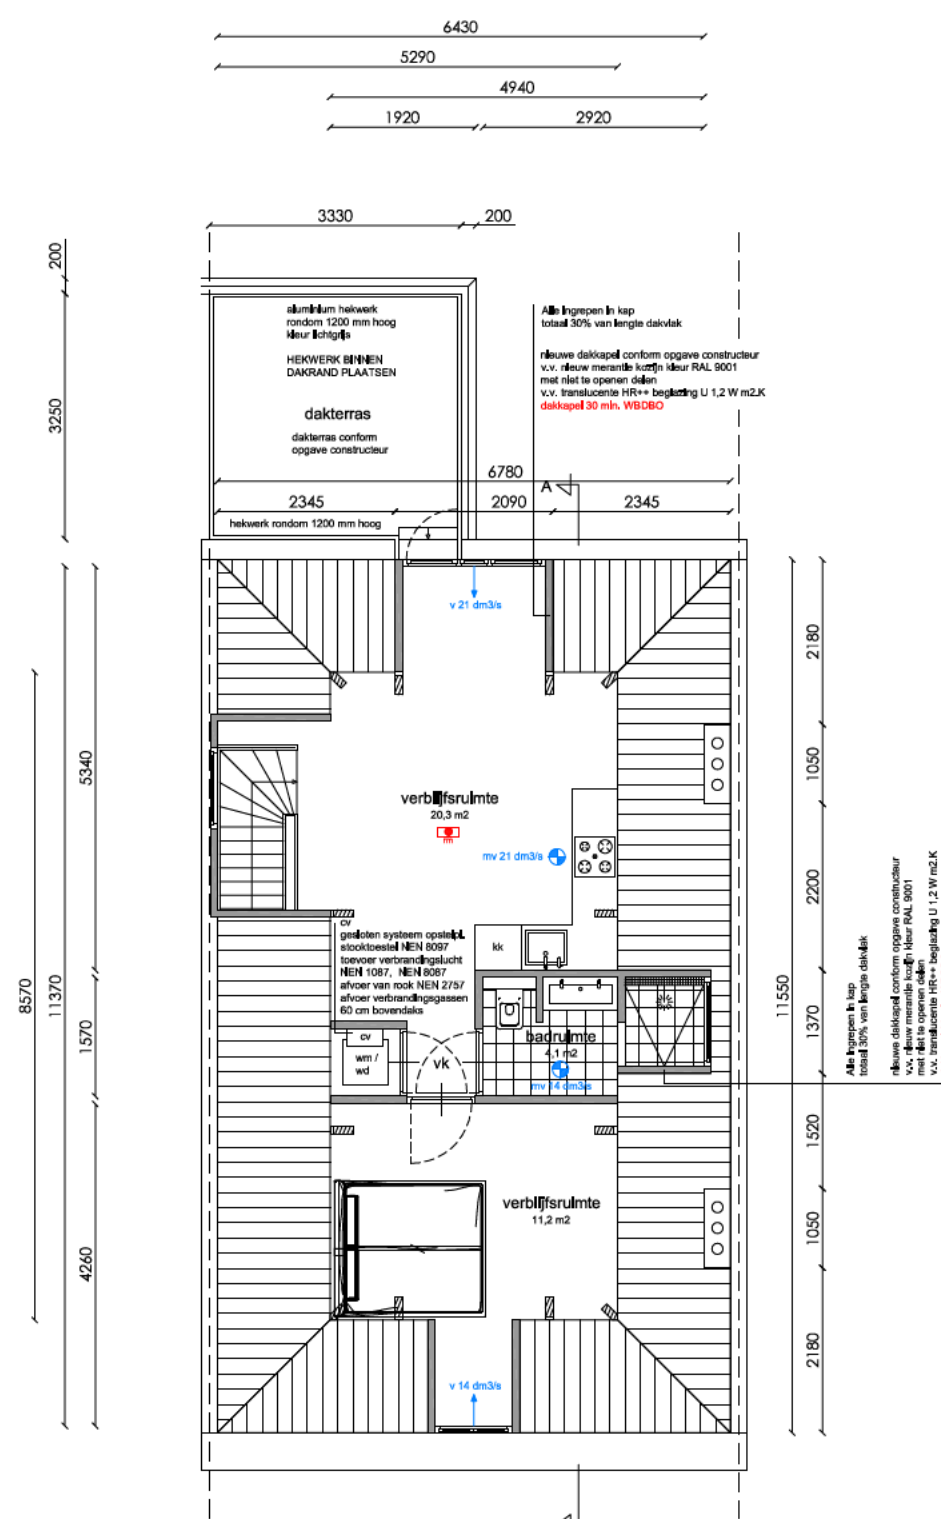 6430
5290
4940
1920
2920
3330
200
200
3250
aluminium hekwerk
rondom 1200 mm hoog
kleur lichtgrijs
HEKWERK BINNEN
DAKRAND PLAATSEN
dakterras
dakterras conform
opgave constructeur
Alle ingrepen in kap
totaal 30% van lengte dakvlak
nieuwe dakkapel conform opgave constructeur
v.v. nieuw merantie kozijn kleur RAL 9001
met niet te openen delen
v.v. translucente HR++ beglazing U 1,2 W m2.K
dakkapel 30 min. WBDBO
6780
A
2345
2090
2345
hekwerk rondom 1200 mm hoog
v 21 dm3/s
2180
1050
5340
verblijfsruimte
20,3 m2
rm
mv 21 dm3/s
2200
cv
gesloten systeem opstelpl.
stooktoestel NEN 8097
toevoer verbrandingslucht
NEN 1087, NEN 8087
afvoer van rook NEN 2757
afvoer verbrandingsgassen
60 cm bovendaks
kk
8570
11370
1570
11550
1370
cv
wm /
wd
vk
badruimte
4,1 m2
mv 14 dm3/s
Alle ingrepen in kap
totaal 30% van lengte dakvlak
nieuwe dakkapel conform opgave constructeur
v.v. nieuw merantie kozijn kleur RAL 9001
met niet te openen delen
v.v. translucente HR++ beglazing U 1,2 W m2.K
1520
verblijfsruimte
11,2 m2
1050
4260
2180
v 14 dm3/s